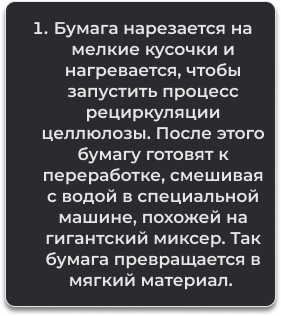 1. Бумага нарезается на
мелкие кусочки и
нагревается, чтобы
запустить процесс
рециркуляции
целлюлозы. После этого
бумагу готовят к
переработке, смешивая
с водой в специальной
машине, похожей на
гигантский миксер. Так
бумага превращается в
мягкий материал.